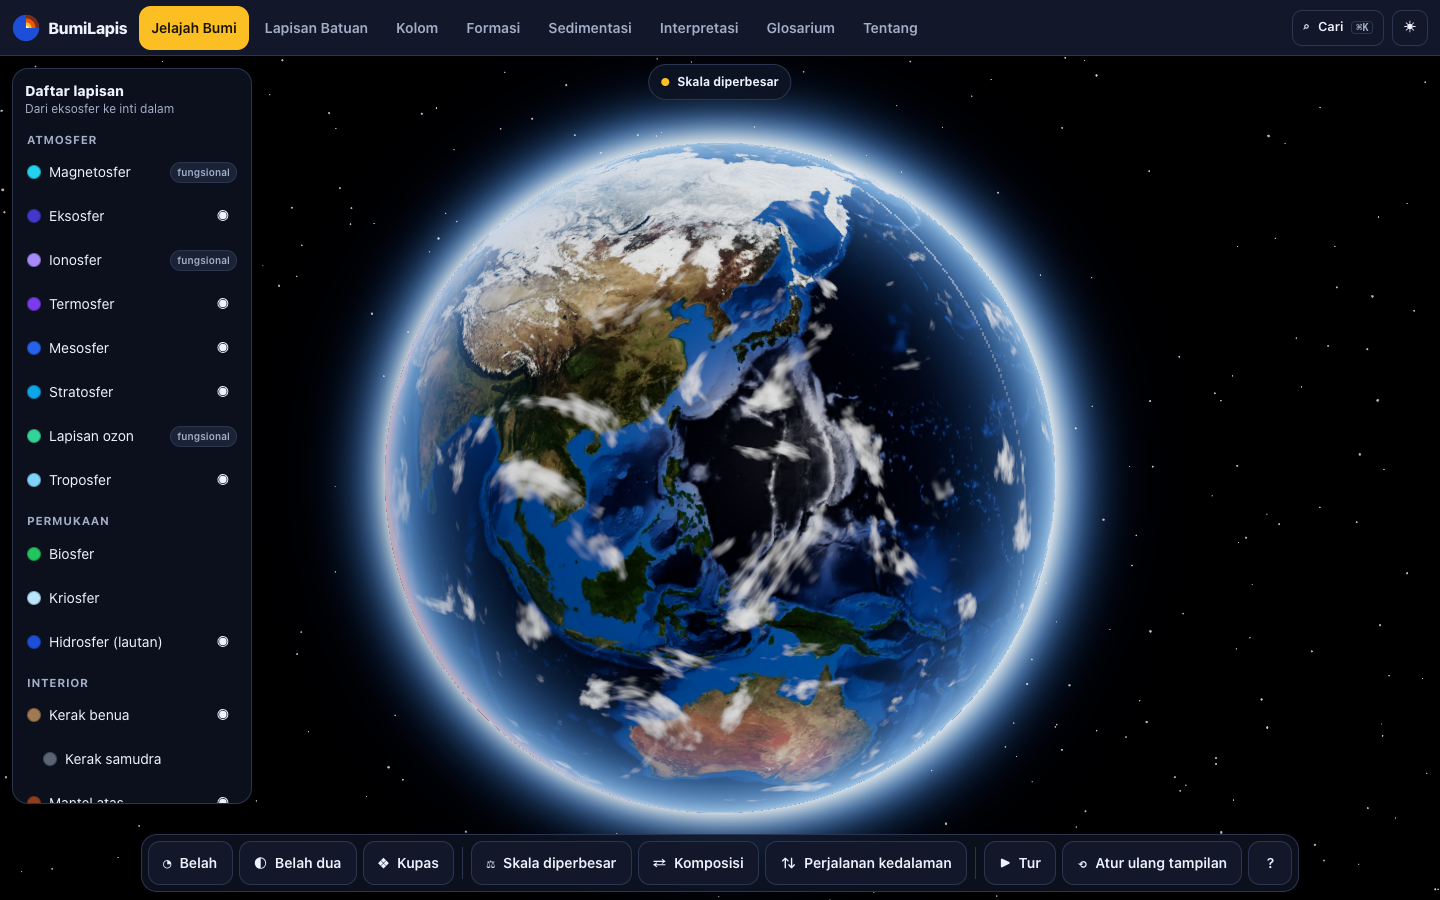 BumiLapis
Jelajah Bumi
Lapisan Batuan
Kolom
Formasi
Sedimentasi
Interpretasi
Glosarium
Tentang
Cari ⌘K
Skala diperbesar
Daftar lapisan
Dari eksosfer ke inti dalam
ATMOSFER
Magnetosfer fungsional
Eksosfer
Ionosfer fungsional
Termosfer
Mesosfer
Stratosfer
Lapisan ozon fungsional
Troposfer
PERMUKAAN
Biosfer
Kriosfer
Hidrosfer (lautan)
INTERIOR
Kerak benua
Kerak samudra
Mantel atas
Belah
Belah dua
Kupas
Skala diperbesar
Komposisi
Perjalanan kedalaman
Tur
Atur ulang tampilan
?